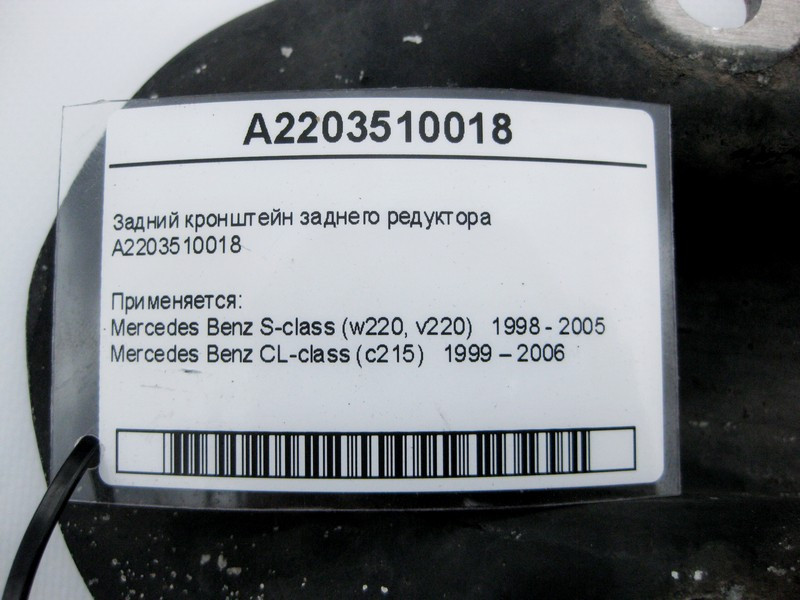 A2203510018
Задний кронштейн заднего редуктора
A2203510018
Применяется:
Mercedes Benz S-class (w220, v220) 1998 - 2005
Mercedes Benz CL-class (c215) 1999 – 2006